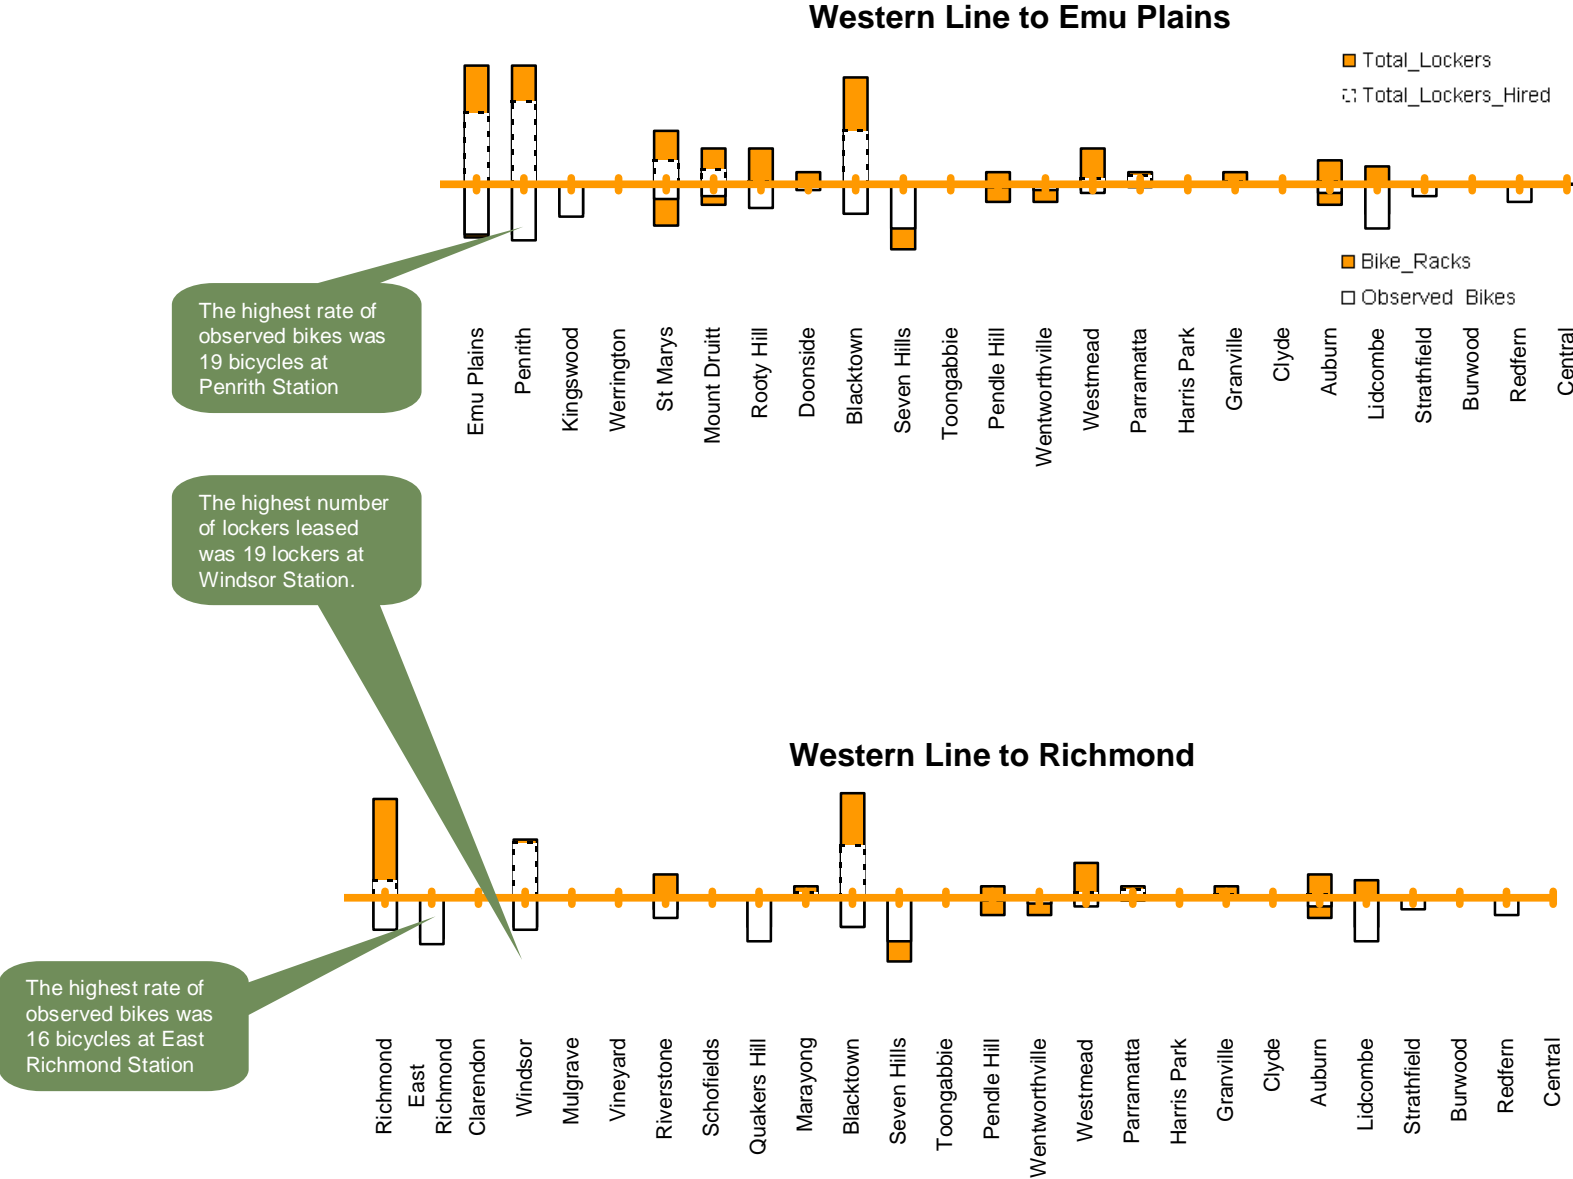 Western Line to Emu Plains
Total_Lockers
Total_Lockers_Hired
Bike_Racks
Observed Bikes
The highest rate of
observed bikes was
19 bicycles at
Penrith Station
Emu Plains
Penrith
Kingswood
Werrington
St Marys
Mount Druitt
Rooty Hill
Doonside
Blacktown
Seven Hills
Toongabbie
Pendle Hill
Wentworthville
Westmead
Parramatta
Harris Park
Granville
Clyde
Auburn
Lidcombe
Strathfield
Burwood
Redfern
Central
The highest number
of lockers leased
was 19 lockers at
Windsor Station.
Western Line to Richmond
The highest rate of
observed bikes was
16 bicycles at East
Richmond Station
Richmond
East
Richmond
Clarendon
Windsor
Mulgrave
Vineyard
Riverstone
Schofields
Quakers Hill
Marayong
Blacktown
Seven Hills
Toongabbie
Pendle Hill
Wentworthville
Westmead
Parramatta
Harris Park
Granville
Clyde
Auburn
Lidcombe
Strathfield
Burwood
Redfern
Central